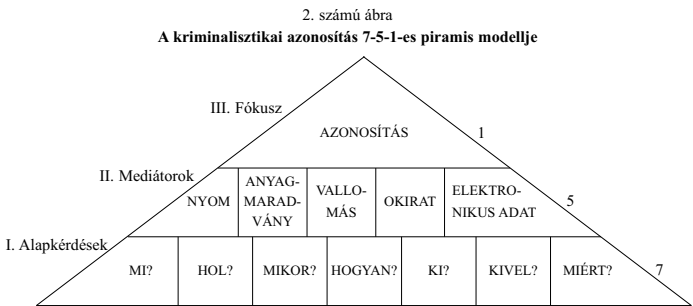 2. számú ábra
A kriminalisztikai azonosítás 7-5-1-es piramis modellje
III. Fókusz
AZONOSÍTÁS
1
II. Mediátorok
NYOM
ANYAG-
MARAD-
VÁNY
VALLO-
MÁS
OKIRAT
ELEKTRO-
NIKUS ADAT
5
I. Alapkérdések
MI?
HOL?
MIKOR?
HOGYAN?
KI?
KIVEL?
MIÉRT?
7